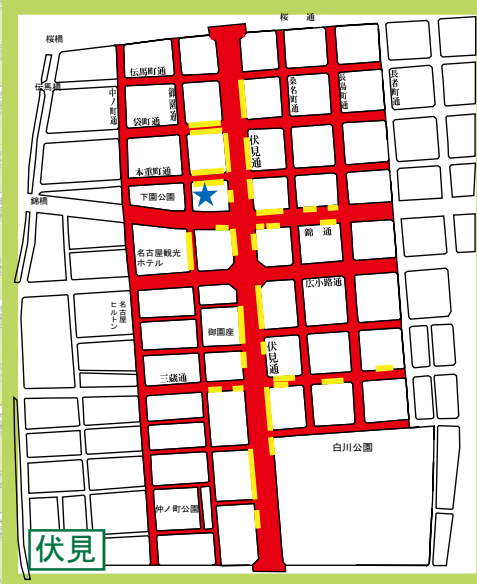 桜通
桜橋
伝馬町通
伝馬橋
中ノ町通
御園通
桑名町通
長島町通
長者町通
袋町通
伏見通
本重町通
下園公園
錦橋
錦通
名古屋観光
ホテル
広小路通
名古屋
ヒルトン
御園座
伏見通
三蔵通
白川公園
仲ノ町公園
伏見